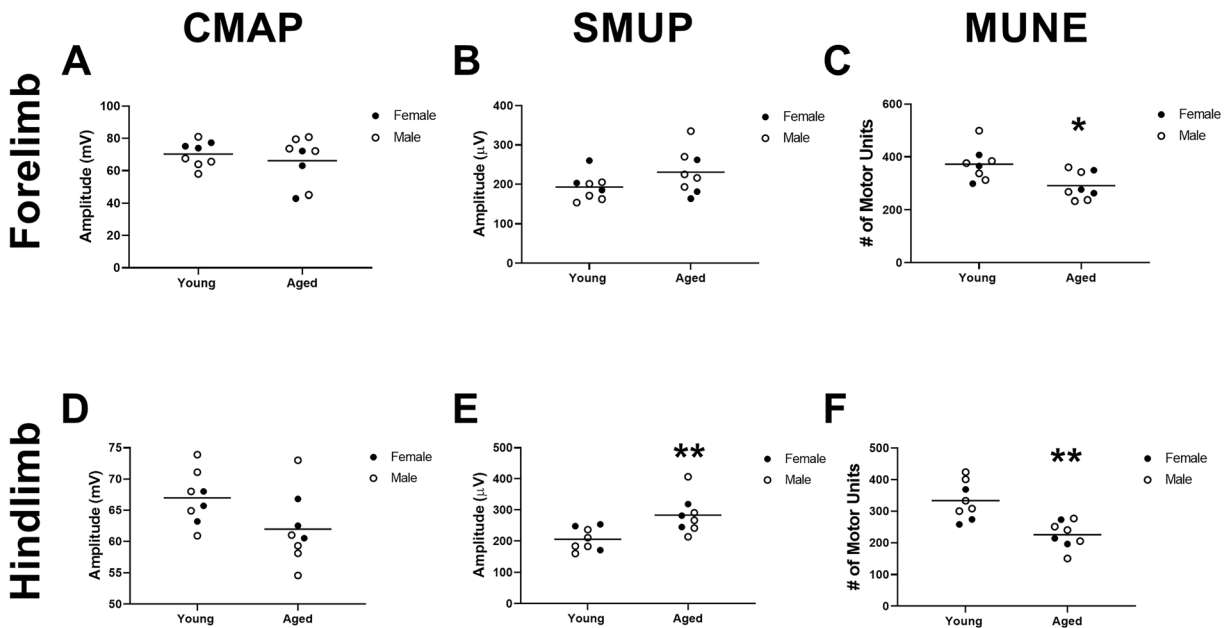 CMAP
SMUP
MUNE
Forelimb
A
Amplitude (mV)
100
80
60
40
20
0
Young
Aged
Female
Male
B
Amplitude (μV)
400
300
200
100
0
Young
Aged
Female
Male
C
# of Motor Units
600
400
200
0
*
Young
Aged
Female
Male
Hindlimb
D
Amplitude (mV)
75
70
65
60
55
50
Young
Aged
Female
Male
E
Amplitude (μV)
500
400
300
200
100
0
**
Young
Aged
Female
Male
F
# of Motor Units
500
400
300
200
100
0
**
Young
Aged
Female
Male